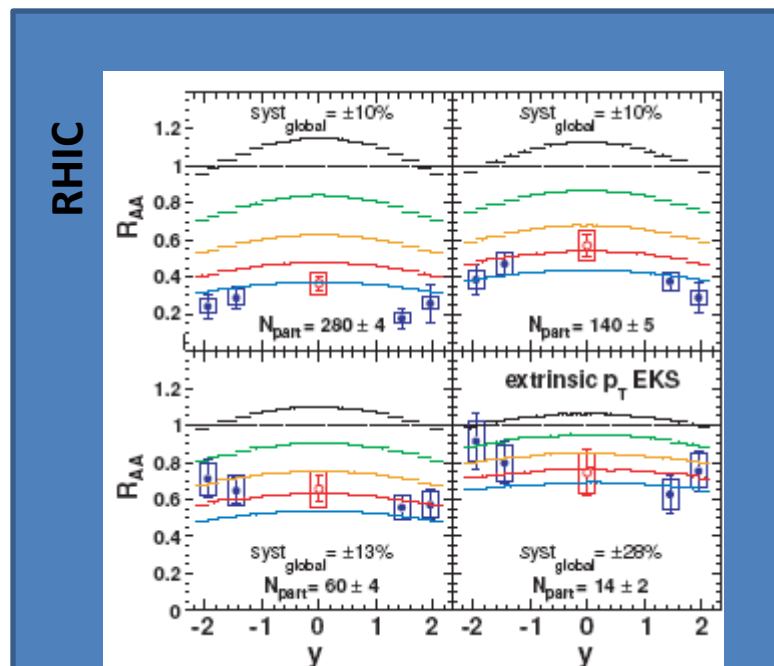 RHIC
syst_global = ±10%
syst_global = ±10%
1.2
1
0.8
0.6
0.4
0.2
R_AA
N_part = 280 ± 4
N_part = 140 ± 5
extrinsic p_T EKS
1
0.8
0.6
0.4
0.2
0
R_AA
syst_global = ±13%
syst_global = ±28%
N_part = 60 ± 4
N_part = 14 ± 2
-2 -1 0 1 2
-2 -1 0 1 2
y
y